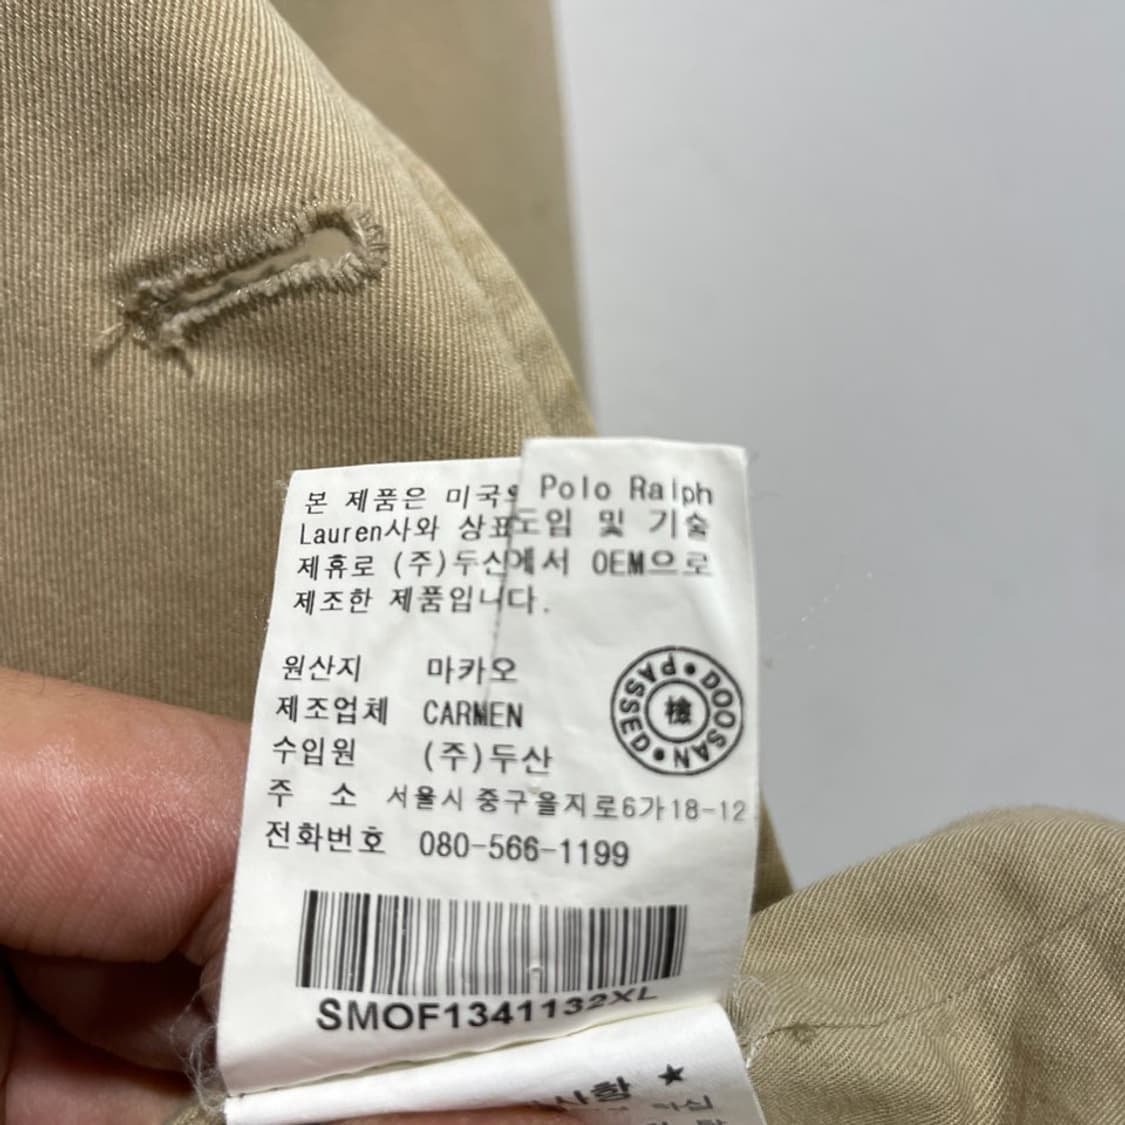 본 제품은 미국의 Polo Ralph
Lauren사와 상표도입 및 기술
제휴로 (주)두산에서 OEM으로
제조한 제품입니다.
원산지 마카오
제조업체 CARMEN
수입원 (주)두산
주 소 서울시 중구 을지로6가 18-12
전화번호 080-566-1199
PASSED • DOOSAN •
檢
SMOF1341132XL
★